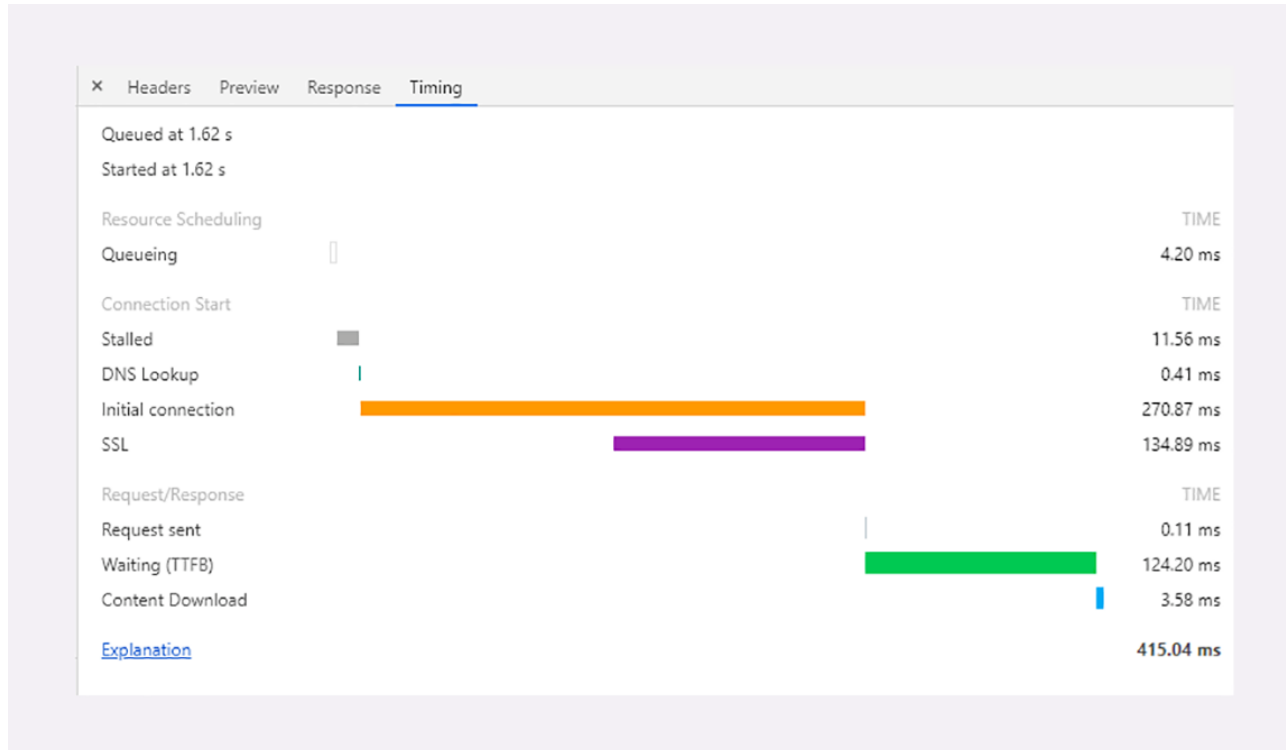 × Headers Preview Response Timing
Queued at 1.62 s
Started at 1.62 s
Resource Scheduling TIME
Queueing 4.20 ms
Connection Start TIME
Stalled 11.56 ms
DNS Lookup 0.41 ms
Initial connection 270.87 ms
SSL 134.89 ms
Request/Response TIME
Request sent 0.11 ms
Waiting (TTFB) 124.20 ms
Content Download 3.58 ms
Explanation 415.04 ms